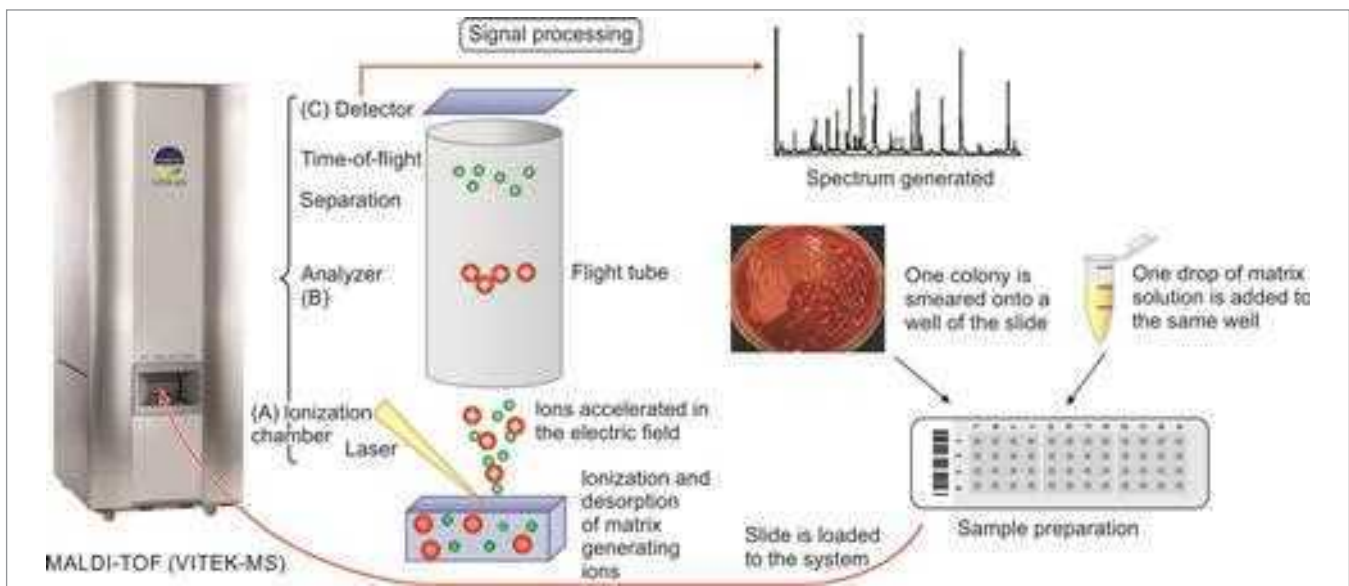 Signal processing
(C) Detector
Time-of-flight
Separation
Analyzer
(B}
(A) Ionization
chamber
Laser
Flight tube
Ions accelerated in
the electric field
Ionization and
desorption
of matrix
generating
ions
Spectrum generated
One colony is
smeared onto a
well of the slide
One drop of matrix
solution is added to
the same well
Sample preparation
Slide is loaded
to the system
MALDI-TOF (VITEK-MS)